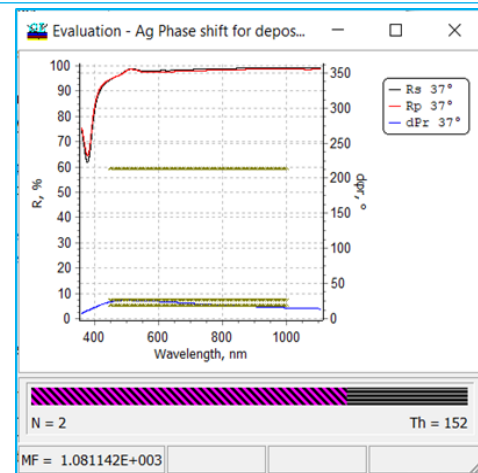 Evaluation - Ag Phase shift for depos...
100
90
80
70
60
50
40
30
20
10
0
R, %
350
300
250
200
150
100
50
0
dpr, °
400 600 800 1000
Wavelength, nm
Rs 37°
Rp 37°
dPr 37°
N = 2 Th = 152
MF = 1.081142E+003